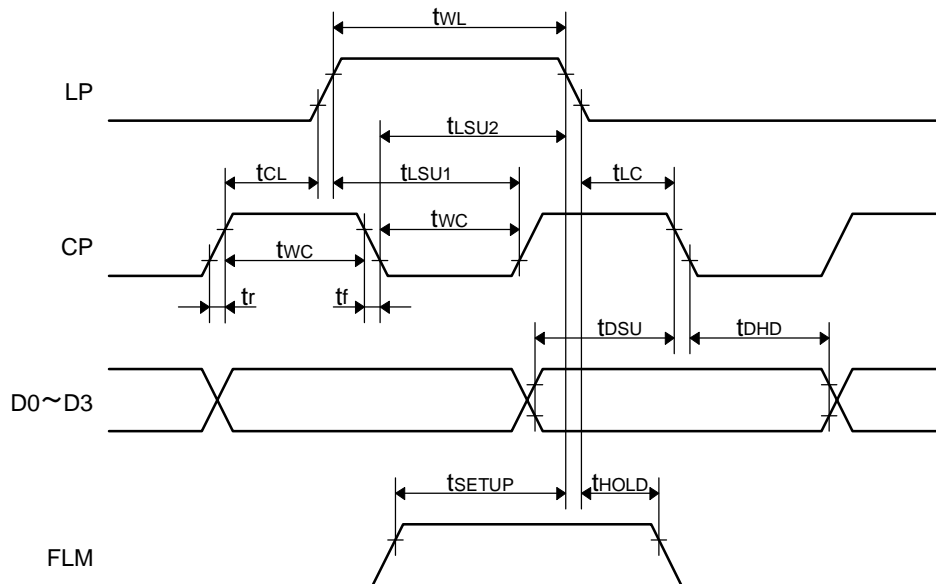 tWL
LP
tLSU2
tCL
tLSU1
tLC
CP
tWC
tWC
tr
tf
tDSU
tDHD
D0～D3
tSETUP
tHOLD
FLM